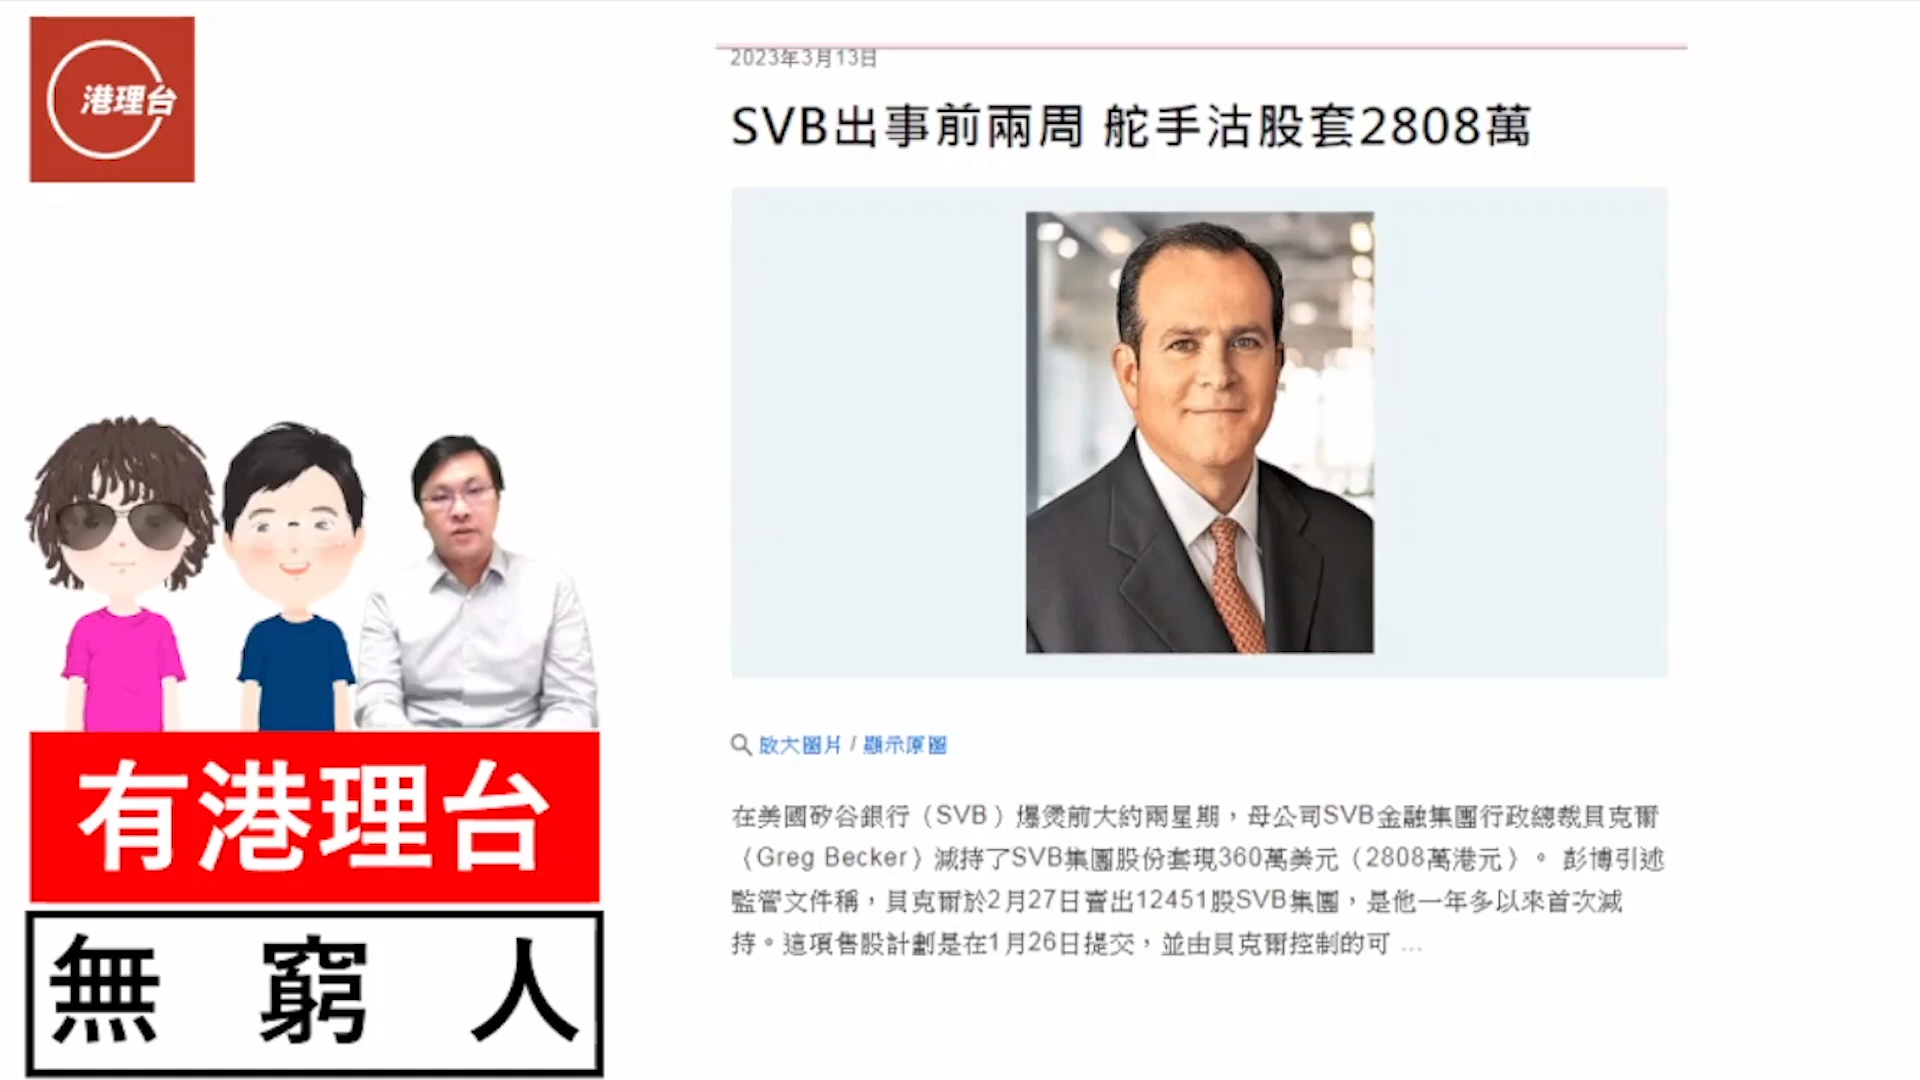 港理台
2023年3月13日
SVB出事前兩周 舵手沽股套2808萬
放大圖片 / 顯示原圖
在美國矽谷銀行（SVB）爆煲前大約兩星期，母公司SVB金融集團行政總裁貝克爾
（Greg Becker）減持了SVB集團股份套現360萬美元（2808萬港元）。 彭博引述
監管文件稱，貝克爾於2月27日賣出12451股SVB集團，是他一年多以來首次減
持。這項售股計劃是在1月26日提交，並由貝克爾控制的可 ...
有港理台
無窮人